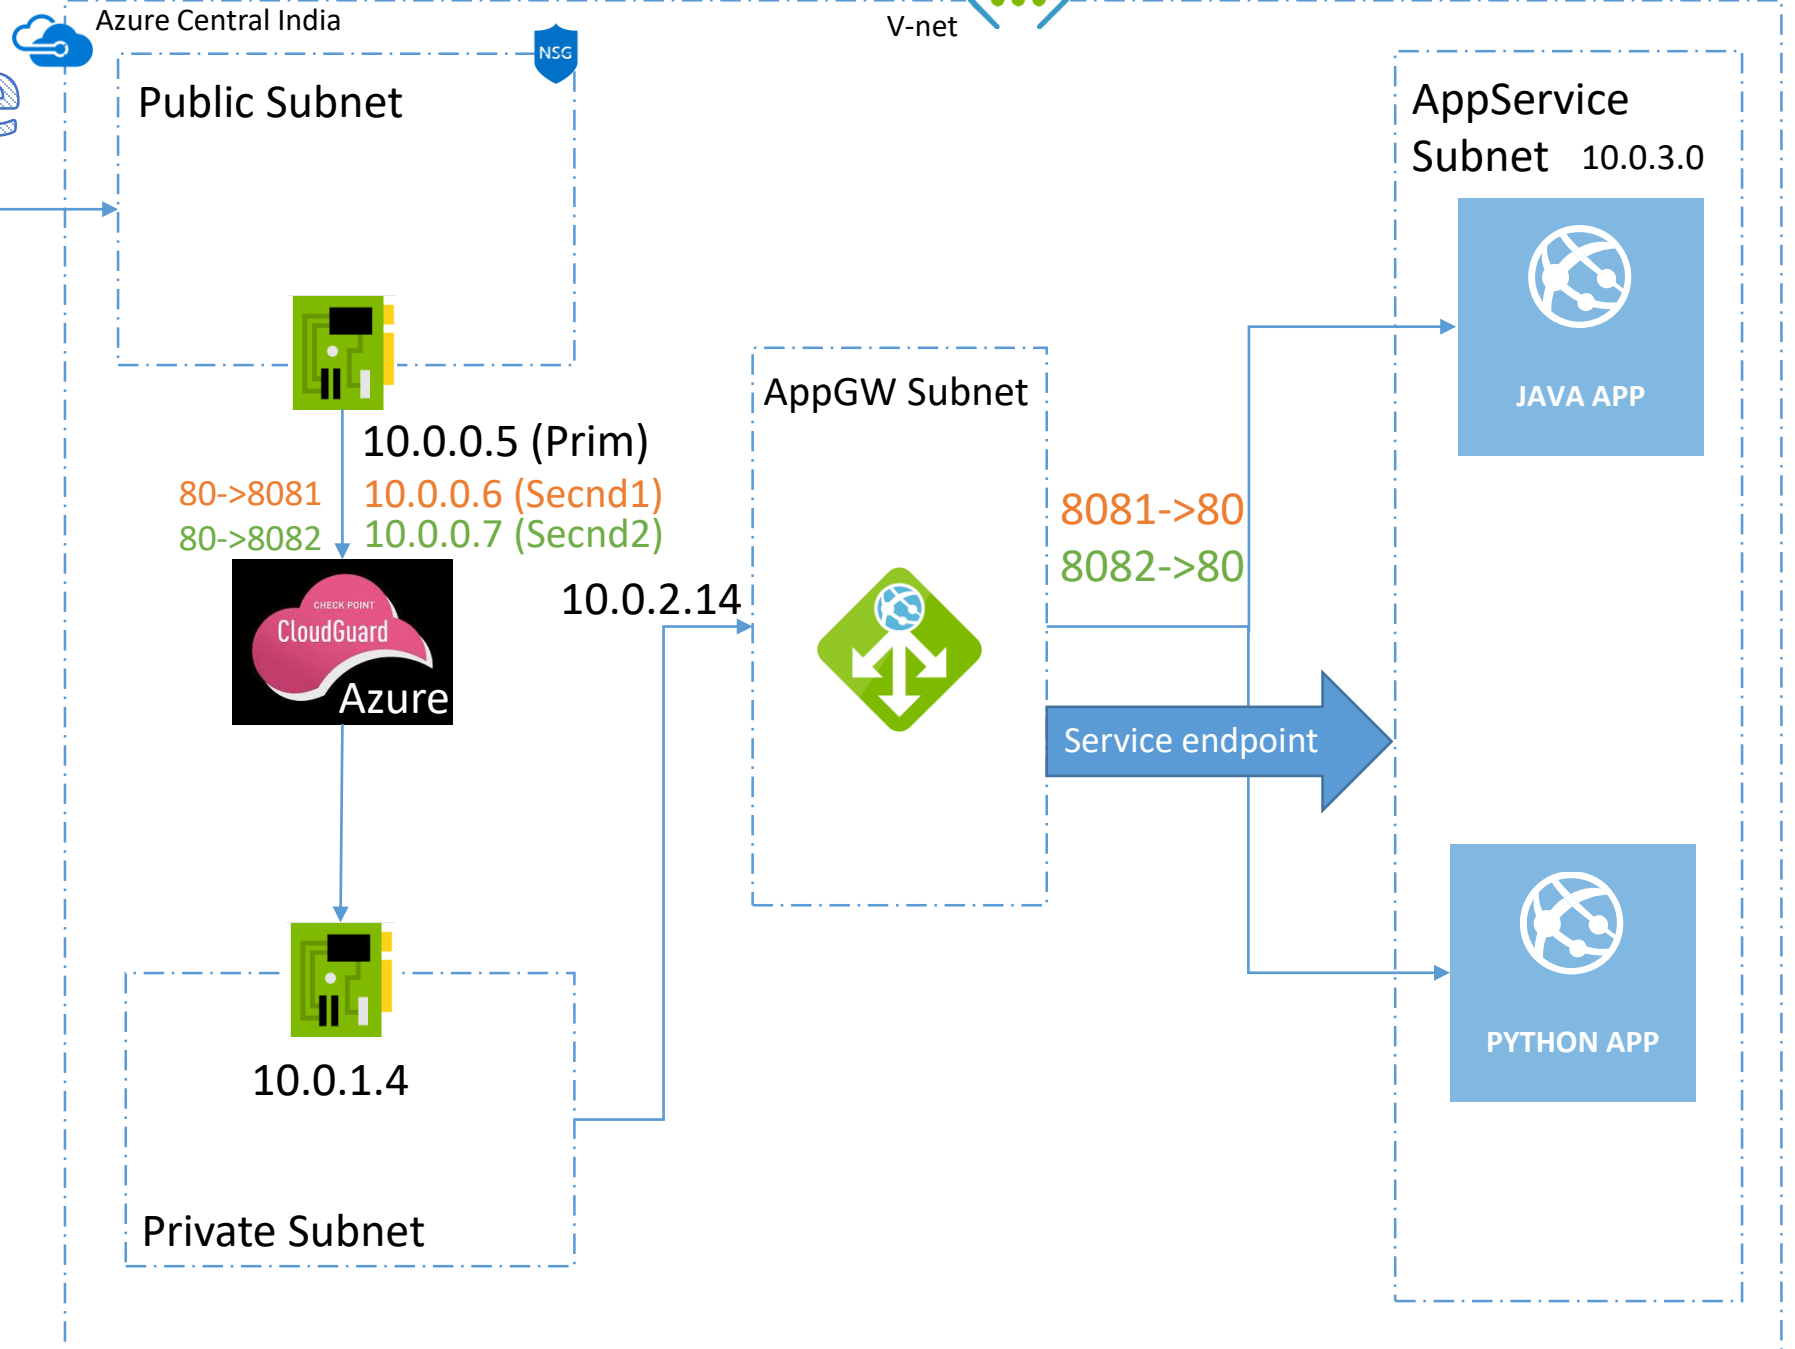 Azure Central India
V-net
NSG
Public Subnet
AppService
Subnet 10.0.3.0
JAVA APP
AppGW Subnet
10.0.0.5 (Prim)
80->8081 10.0.0.6 (Secnd1)
80->8082 10.0.0.7 (Secnd2)
8081->80
8082->80
CHECK POINT
CloudGuard
Azure
10.0.2.14
Service endpoint
PYTHON APP
10.0.1.4
Private Subnet